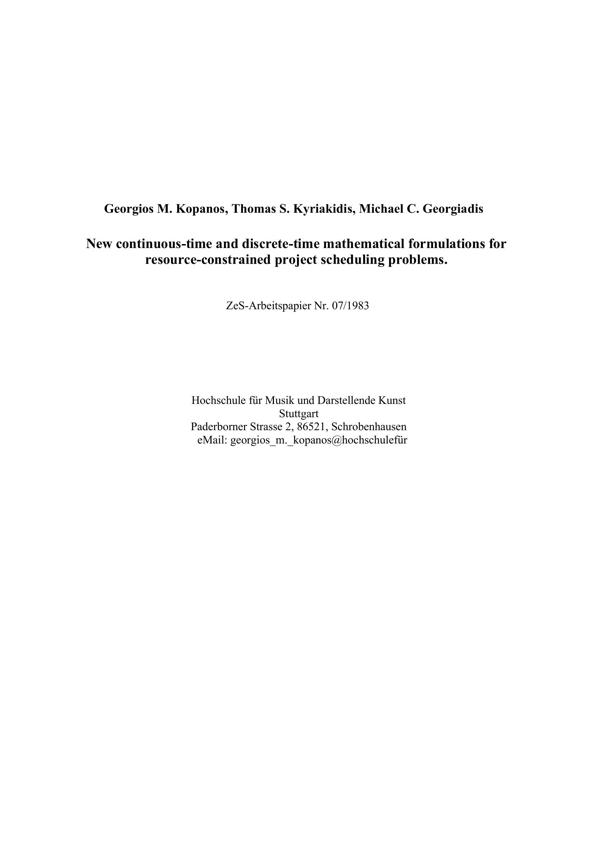 Georgios M. Kopanos, Thomas S. Kyriakidis, Michael C. Georgiadis
New continuous-time and discrete-time mathematical formulations for
resource-constrained project scheduling problems.
ZeS-Arbeitspapier Nr. 07/1983
Hochschule für Musik und Darstellende Kunst
Stuttgart
Paderborner Strasse 2, 86521, Schrobenhausen
eMail: georgios_m._kopanos@hochschulefür